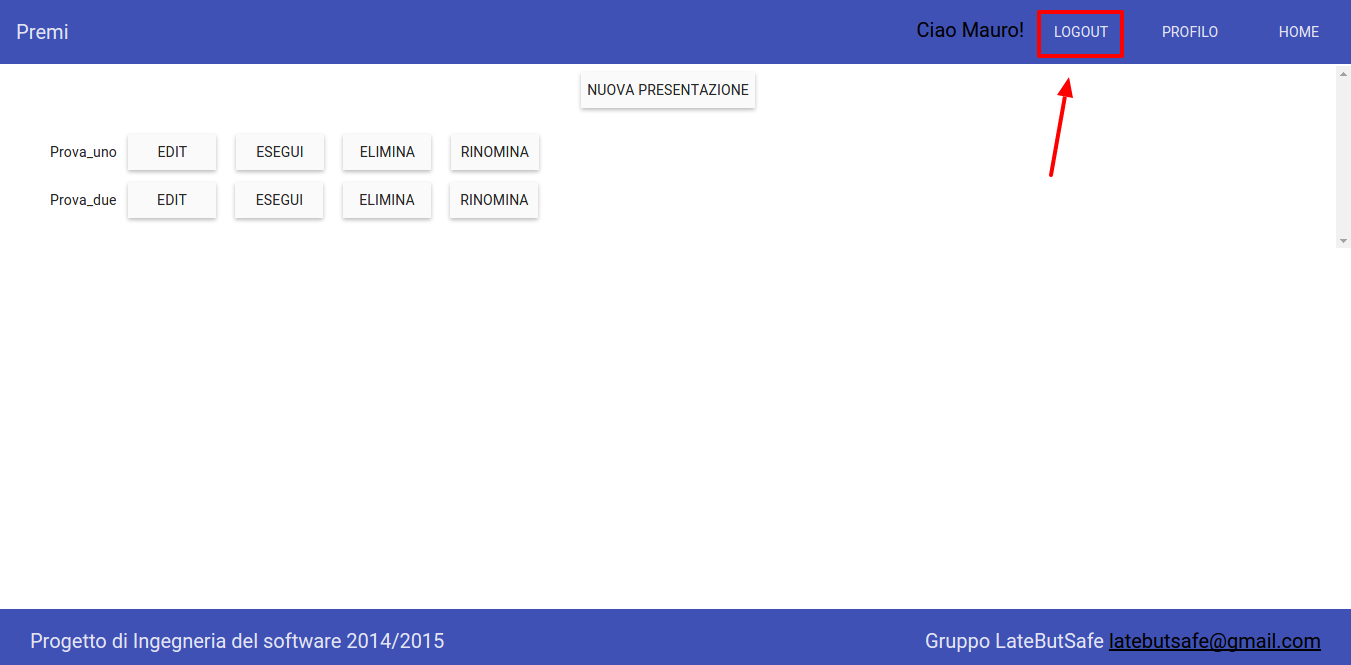 Premi Ciao Mauro! LOGOUT PROFILO HOME
NUOVA PRESENTAZIONE
Prova_uno EDIT ESEGUI ELIMINA RINOMINA
Prova_due EDIT ESEGUI ELIMINA RINOMINA
Progetto di Ingegneria del software 2014/2015 Gruppo LateButSafe latebutsafe@gmail.com